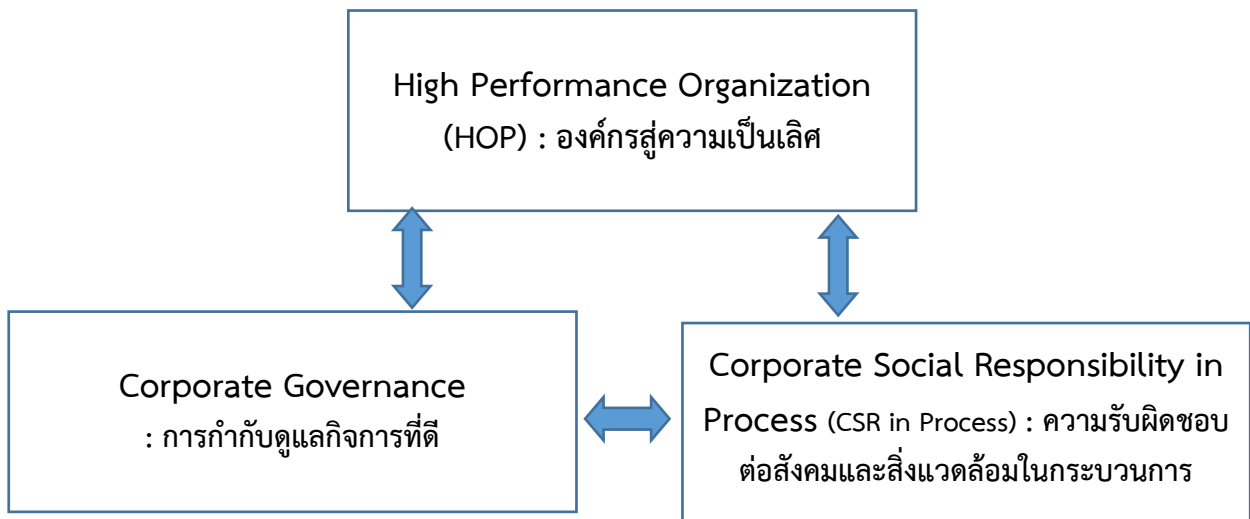 High Performance Organization
(HOP) : องค์กรสู่ความเป็นเลิศ
Corporate Governance
: การกำกับดูแลกิจการที่ดี
Corporate Social Responsibility in
Process (CSR in Process) : ความรับผิดชอบ
ต่อสังคมและสิ่งแวดล้อมในกระบวนการ